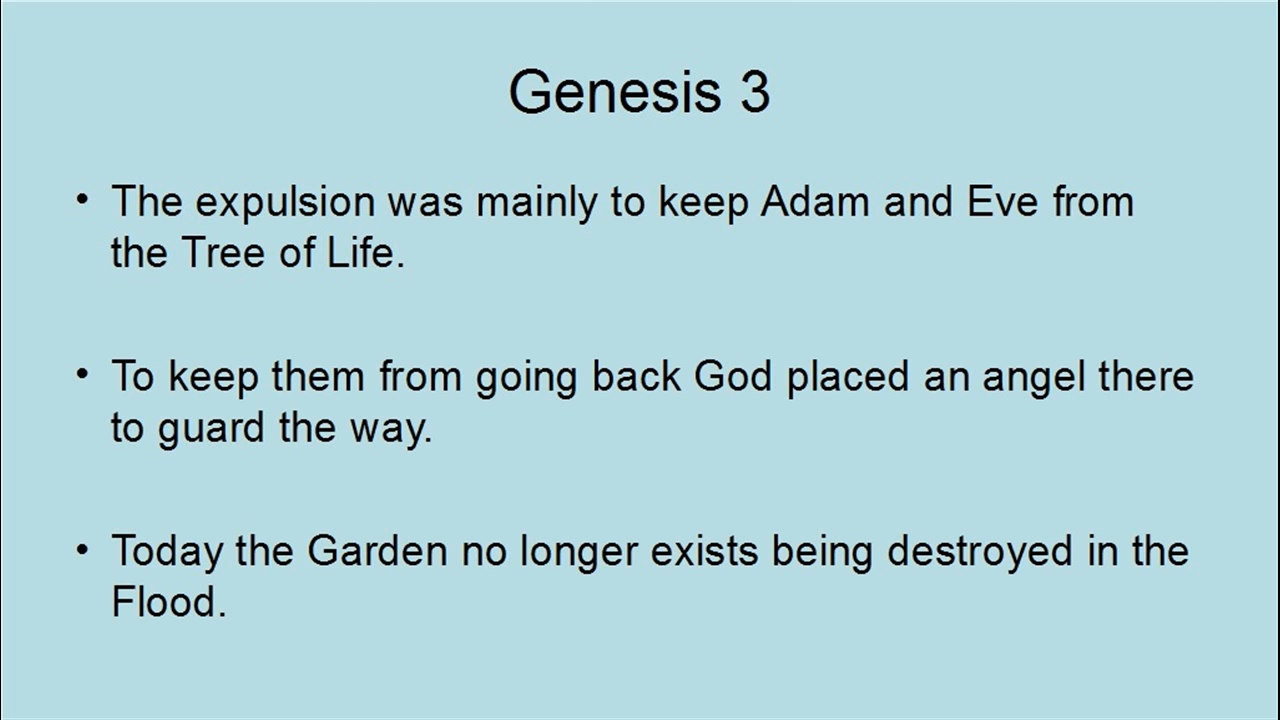 Genesis 3
• The expulsion was mainly to keep Adam and Eve from
the Tree of Life.
• To keep them from going back God placed an angel there
to guard the way.
• Today the Garden no longer exists being destroyed in the
Flood.